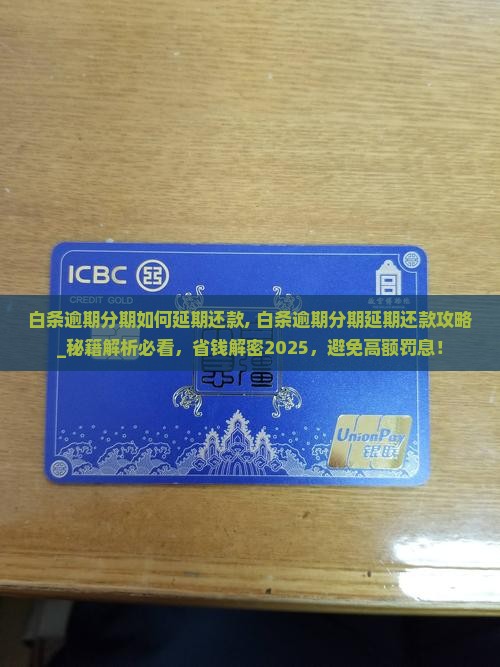 ICBC
CREDIT GOLD
白条逾期分期如何延期还款, 白条逾期分期延期还款攻略
_秘籍解析必看，省钱解密2025，避免高额罚息！
UnionPay
银联